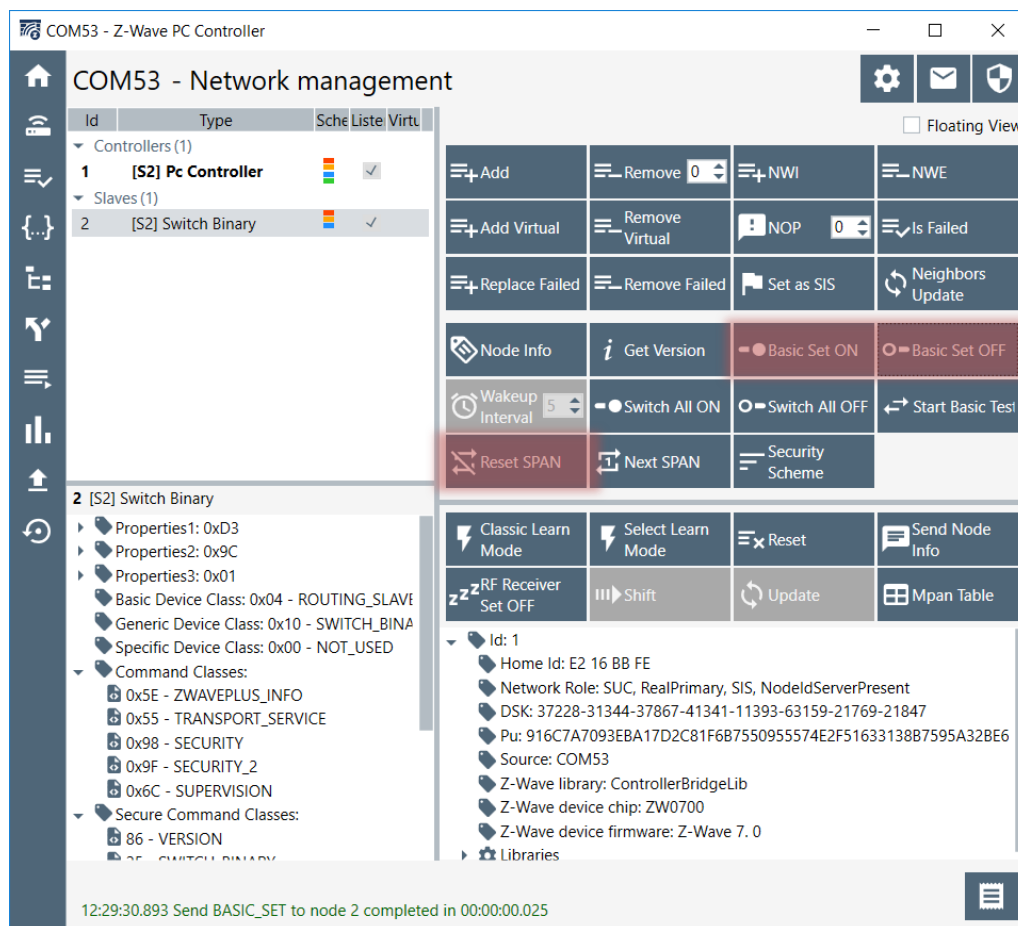 COM53 - Z-Wave PC Controller
COM53 - Network management
Id Type Sche Liste Virtu
Controllers (1)
1 [S2] Pc Controller
Slaves (1)
2 [S2] Switch Binary
Floating View
Add
Remove 0
NWI
NWE
Add Virtual
Remove
Virtual
NOP 0
Is Failed
Replace Failed
Remove Failed
Set as SIS
Neighbors
Update
Node Info
Get Version
Basic Set ON
Basic Set OFF
Wakeup
Interval 5
Switch All ON
Switch All OFF
Start Basic Test
Reset SPAN
Next SPAN
Security
Scheme
2 [S2] Switch Binary
Properties1: 0xD3
Properties2: 0x9C
Properties3: 0x01
Basic Device Class: 0x04 - ROUTING_SLAVE
Generic Device Class: 0x10 - SWITCH_BINA
Specific Device Class: 0x00 - NOT_USED
Command Classes:
0x5E - ZWAVEPLUS_INFO
0x55 - TRANSPORT_SERVICE
0x98 - SECURITY
0x9F - SECURITY_2
0x6C - SUPERVISION
Secure Command Classes:
86 - VERSION
25 - SWITCH_BINARY
Classic Learn
Mode
Select Learn
Mode
Reset
Send Node
Info
RF Receiver
Set OFF
Shift
Update
Mpan Table
Id: 1
Home Id: E2 16 BB FE
Network Role: SUC, RealPrimary, SIS, NodeIdServerPresent
DSK: 37228-31344-37867-41341-11393-63159-21769-21847
Pu: 916C7A7093EBA17D2C81F6B7550955574E2F51633138B7595A32BE6
Source: COM53
Z-Wave library: ControllerBridgeLib
Z-Wave device chip: ZW0700
Z-Wave device firmware: Z-Wave 7. 0
Libraries
12:29:30.893 Send BASIC_SET to node 2 completed in 00:00:00.025